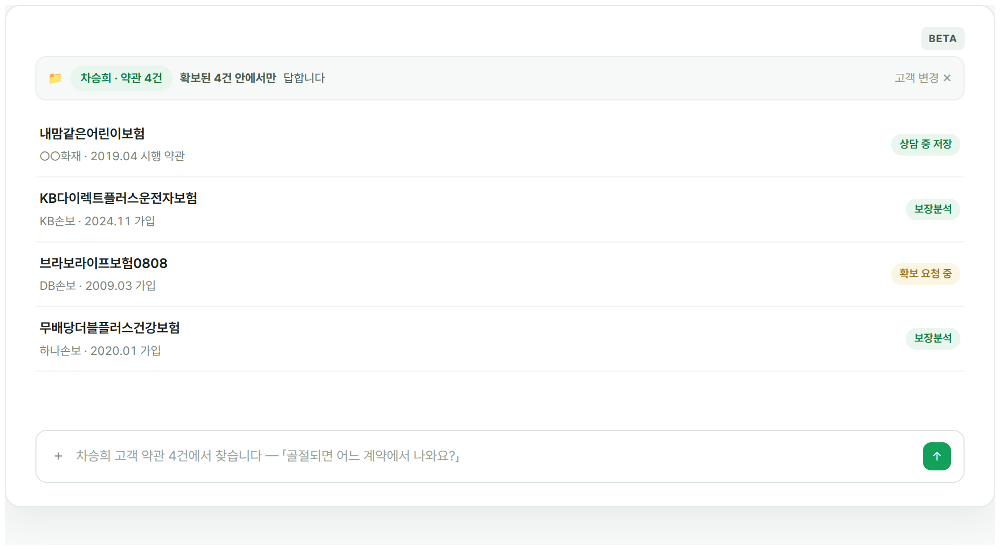 BETA
차승희 · 약관 4건 확보된 4건 안에서만 답합니다 고객 변경 ✕
내맘같은어린이보험
○○화재 · 2019.04 시행 약관
상담 중 저장
KB다이렉트플러스운전자보험
KB손보 · 2024.11 가입
보장분석
브라보라이프보험0808
DB손보 · 2009.03 가입
확보 요청 중
무배당더블플러스건강보험
하나손보 · 2020.01 가입
보장분석
+ 차승희 고객 약관 4건에서 찾습니다 — 「골절되면 어느 계약에서 나와요?」 ↑